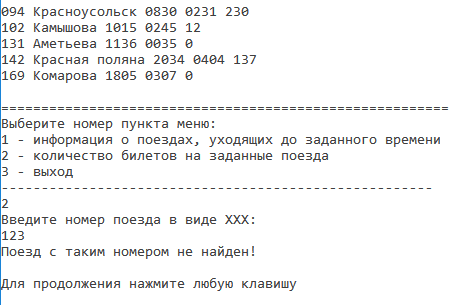 094 Красноусольск 0830 0231 230
102 Камышова 1015 0245 12
131 Аметьева 1136 0035 0
142 Красная поляна 2034 0404 137
169 Комарова 1805 0307 0
========================================================
Выберите номер пункта меню:
1 - информация о поездах, уходящих до заданного времени
2 - количество билетов на заданные поезда
3 - выход
------------------------------------------------------
2
Введите номер поезда в виде XXX:
123
Поезд с таким номером не найден!
Для продолжения нажмите любую клавишу